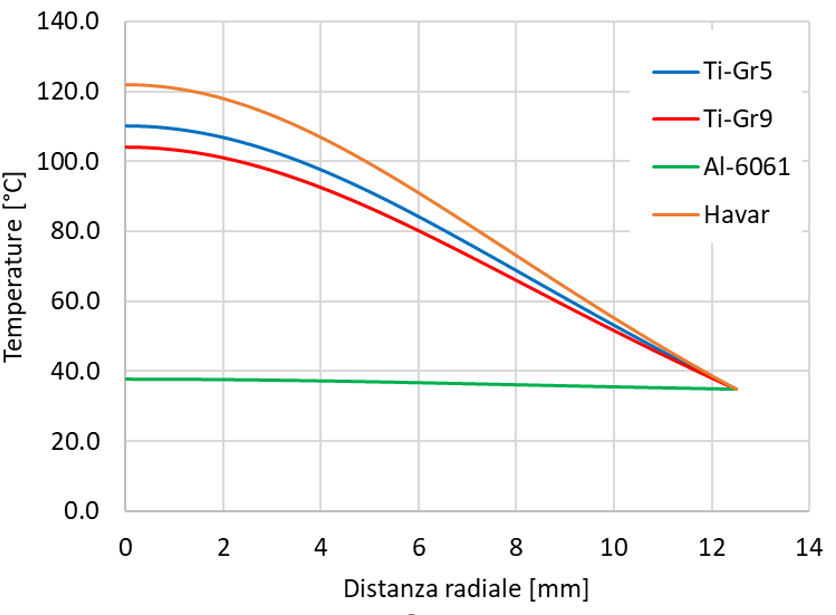 140.0
120.0
100.0
80.0
60.0
40.0
20.0
0.0
Temperature [°C]
Ti-Gr5
Ti-Gr9
Al-6061
Havar
0 2 4 6 8 10 12 14
Distanza radiale [mm]